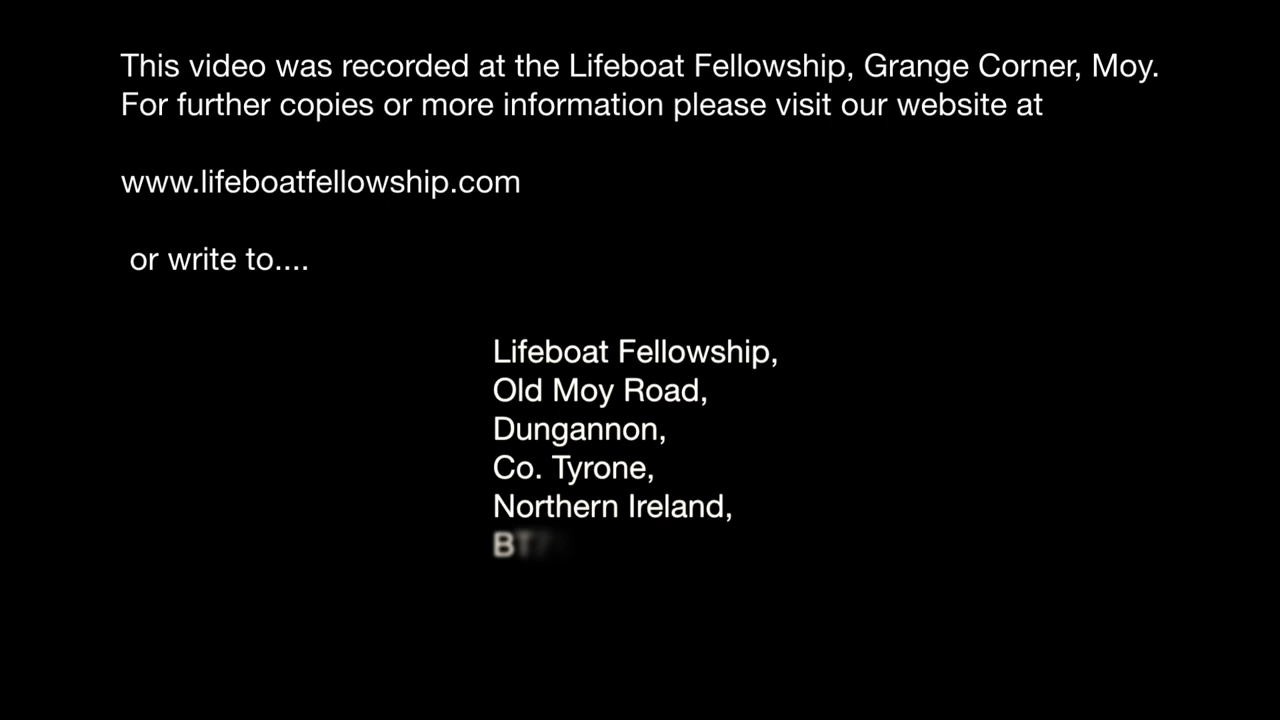 This video was recorded at the Lifeboat Fellowship, Grange Corner, Moy.
For further copies or more information please visit our website at
www.lifeboatfellowship.com
or write to....
Lifeboat Fellowship,
Old Moy Road,
Dungannon,
Co. Tyrone,
Northern Ireland,